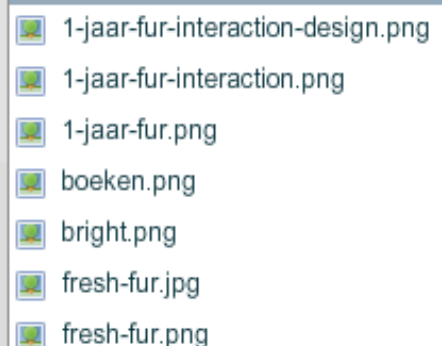 1-jaar-fur-interaction-design.png
1-jaar-fur-interaction.png
1-jaar-fur.png
boeken.png
bright.png
fresh-fur.jpg
fresh-fur.png